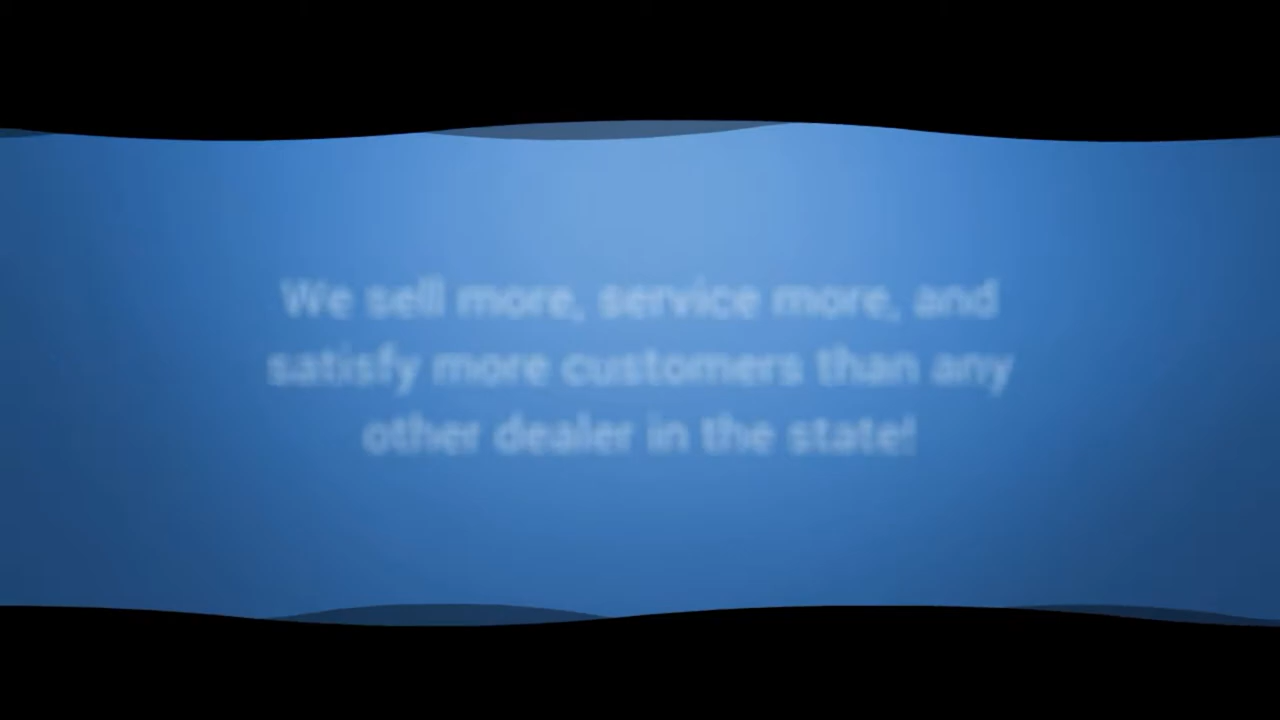 We sell more, service more, and
satisfy more customers than any
other dealer in the state!